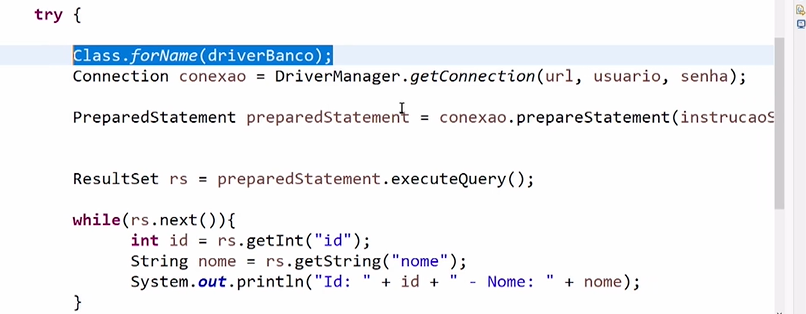 try {
Class.forName(driverBanco);
Connection conexao = DriverManager.getConnection(url, usuario, senha);
PreparedStatement preparedStatement = conexao.prepareStatement(
ResultSet rs = preparedStatement.executeQuery();
while(rs.next()){
int id = rs.getInt("id");
String nome = rs.getString("nome");
System.out.println("Id: " + id + " - Nome: " + nome);
}